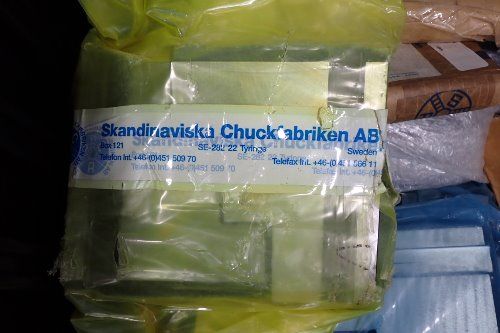 Skandinaviska Chuckfabriken AB
Box 121 SE-282 22 Tyringe Sweden
Telefon Int. +46-(0)451 509 70 Telefax Int. +46-(0)451 566 11